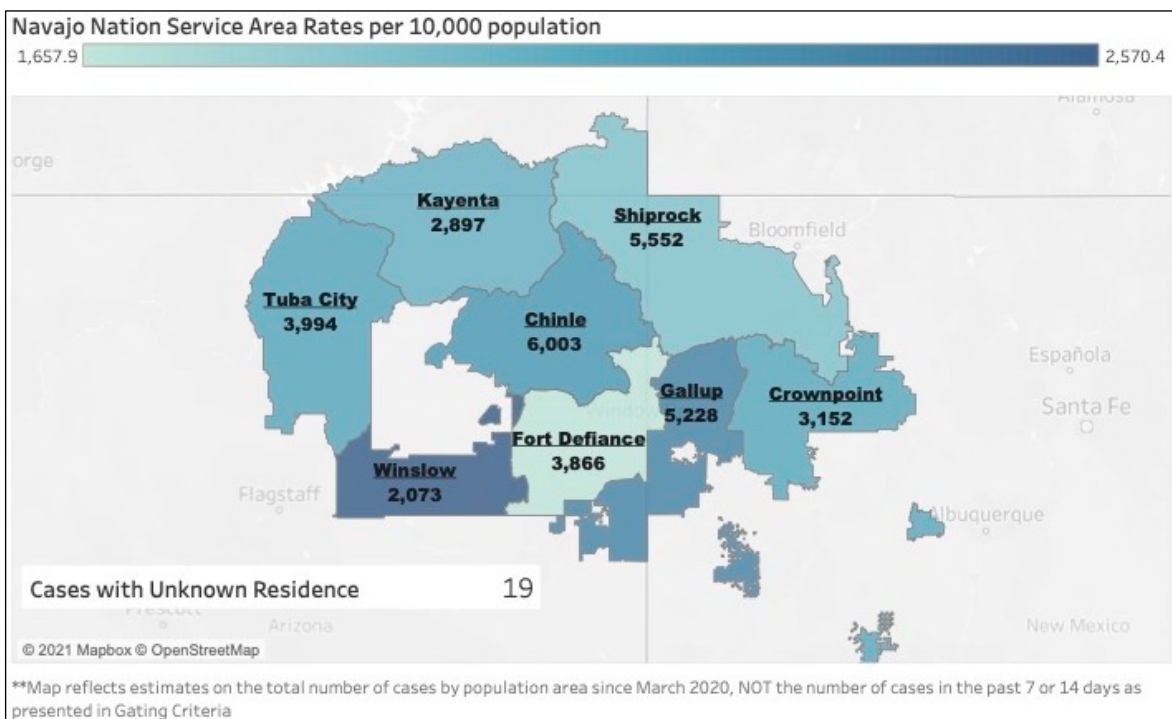 Navajo Nation Service Area Rates per 10,000 population
1,657.9
2,570.4
Alamosa
orge
Kayenta
2,897
Shiprock
5,552
Bloomfield
Tuba City
3,994
Chinle
6,003
Española
Gallup
5,228
Crownpoint
3,152
Santa Fe
Window
Fort Defiance
3,866
Winslow
2,073
Flagstaff
Albuquerque
Cases with Unknown Residence 19
Prescott
Arizona
New Mexico
© 2021 Mapbox © OpenStreetMap
**Map reflects estimates on the total number of cases by population area since March 2020, NOT the number of cases in the past 7 or 14 days as
presented in Gating Criteria